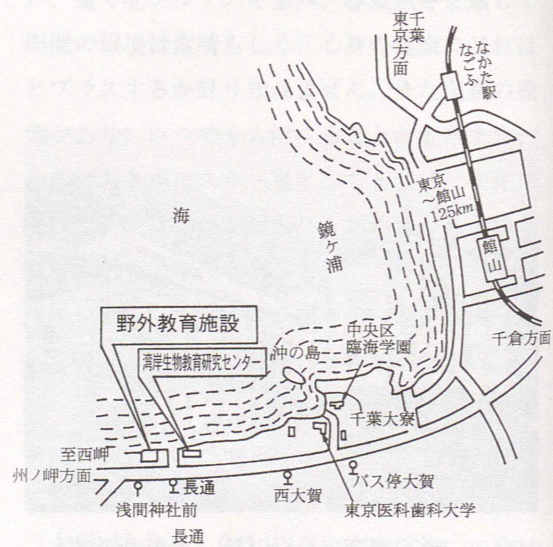 千葉
東京方面
なかた駅
なごふ
東京
～館山
125km
館山
千倉方面
海
鏡ヶ浦
野外教育施設
湾岸生物教育研究センター
沖の島
中央区
臨海学園
千葉大寮
至西岬
州ノ岬方面
長通
浅間神社前
西大賀
バス停大賀
東京医科歯科大学
長通